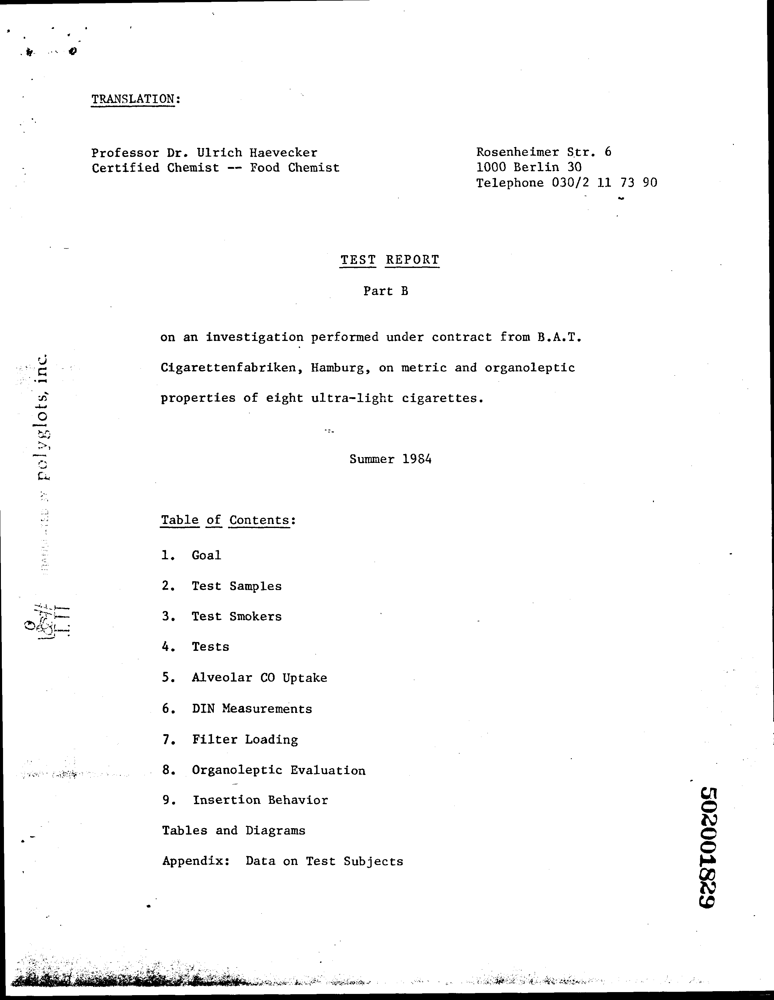 TRANSLATION:
Professor Dr. Ulrich Haevecker
Certified Chemist -- Food Chemist
Rosenheimer Str. 6
1000 Berlin 30
Telephone 030/2 11 73 90
TEST REPORT
Part B
on an investigation performed under contract from B.A.T.
Cigarettenfabriken, Hamburg, on metric and organoleptic
properties of eight ultra-light cigarettes.
Summer 1984
Table of Contents:
1. Goal
2. Test Samples
3. Test Smokers
4. Tests
5. Alveolar CO Uptake
6. DIN Measurements
7. Filter Loading
8. Organoleptic Evaluation
9. Insertion Behavior
Tables and Diagrams
Appendix: Data on Test Subjects
polyglots, inc.
502001829